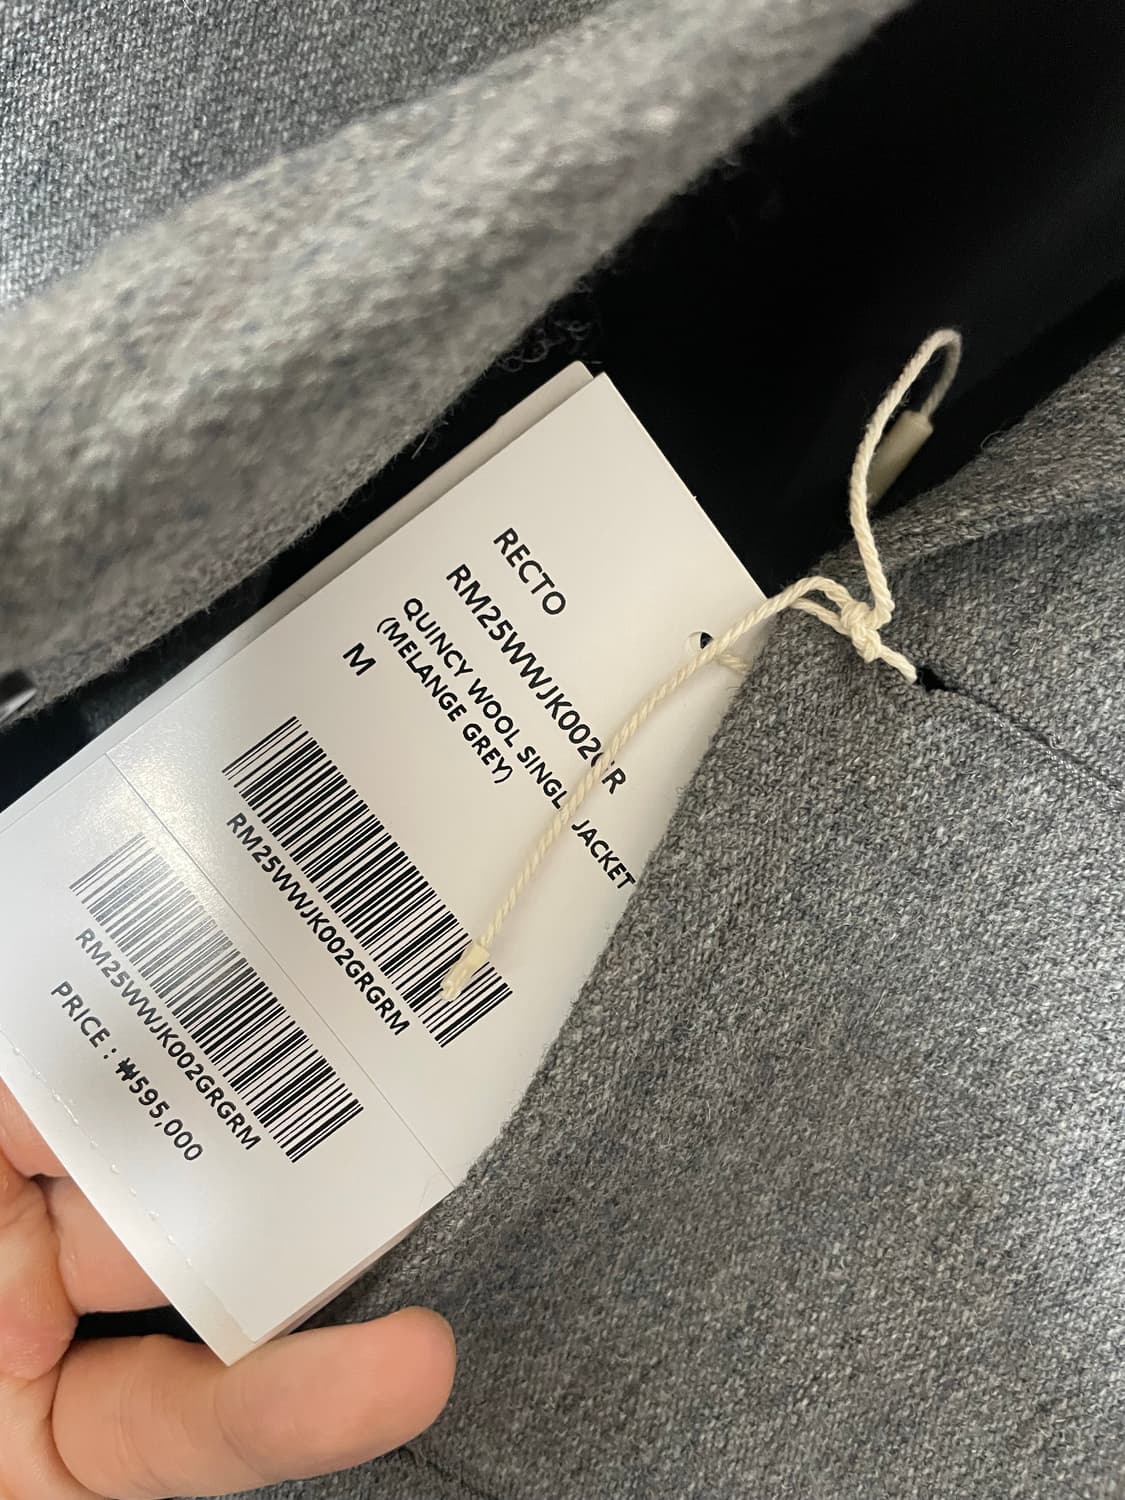 RECTO
RM25WWJK002GR
QUINCY WOOL SINGLE JACKET
(MELANGE GREY)
M
RM25WWJK002GRGRM
RM25WWJK002GRGRM
PRICE : ₩595,000